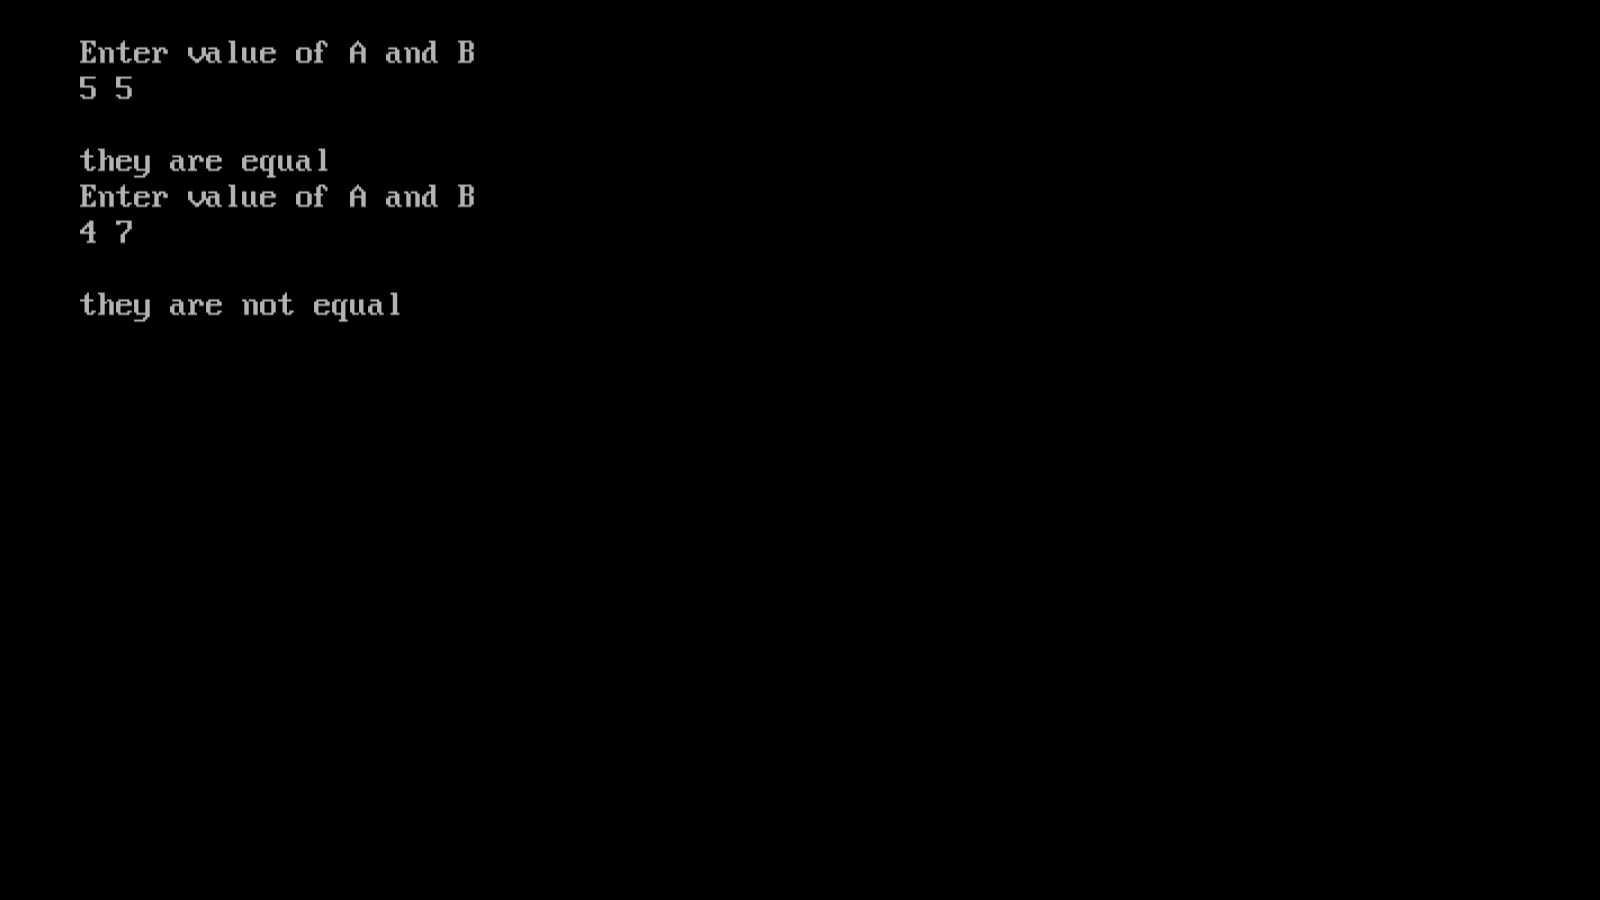 Enter value of A and B
5 5
they are equal
Enter value of A and B
4 7
they are not equal